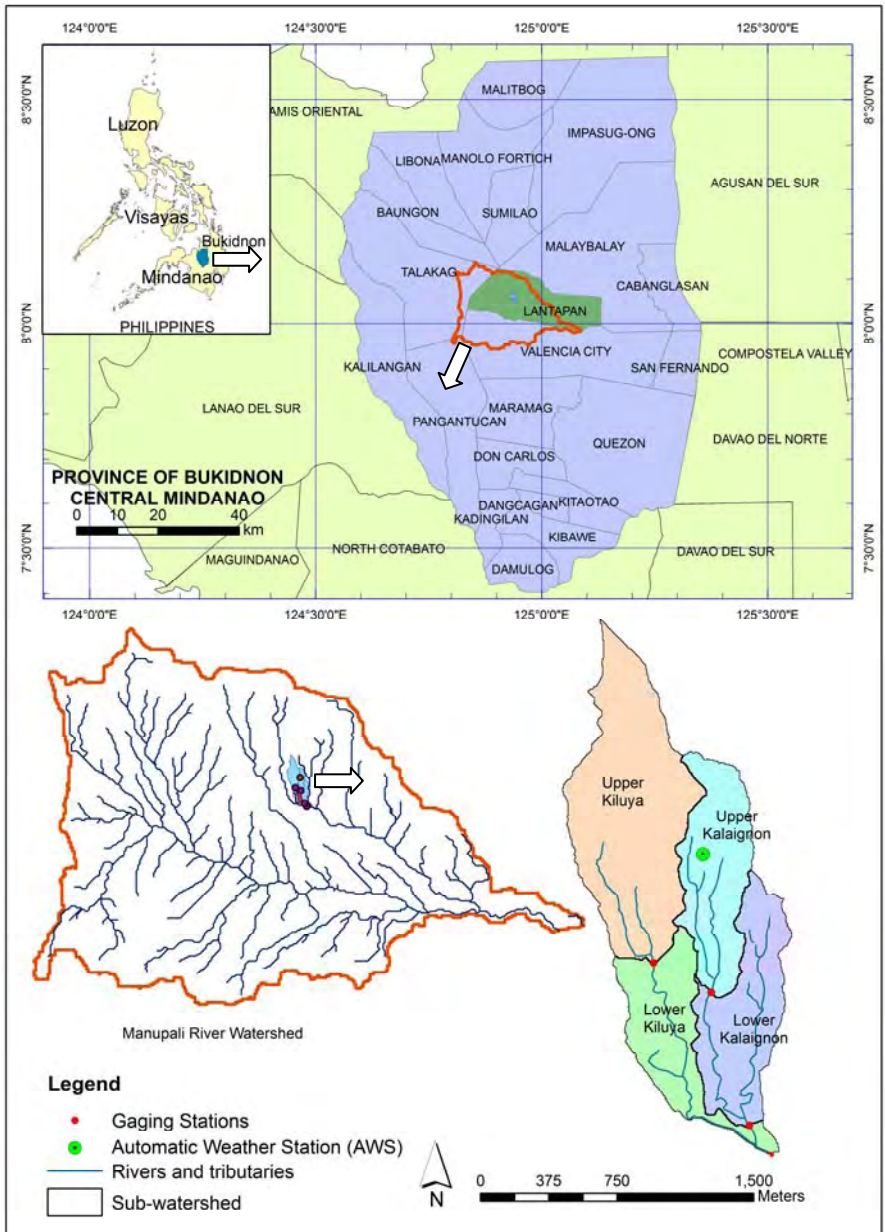 124°0'0"E
124°30'0"E
125°0'0"E
125°30'0"E
8°30'0"N
8°0'0"N
7°30'0"N
8°30'0"N
8°0'0"N
7°30'0"N
Luzon
Visayas
Bukidnon
Mindanao
PHILIPPINES
AMIS ORIENTAL
MALITBOG
IMPASUG-ONG
LIBONA
MANOLO FORTICH
AGUSAN DEL SUR
BAUNGON
SUMILAO
MALAYBALAY
TALAKAG
CABANGLASAN
LANTAPAN
VALENCIA CITY
COMPOSTELA VALLEY
KALILANGAN
SAN FERNANDO
LANAO DEL SUR
MARAMAG
PANGANTUCAN
QUEZON
DAVAO DEL NORTE
DON CARLOS
PROVINCE OF BUKIDNON
CENTRAL MINDANAO
0 10 20 40
km
DANGCAGAN
KITAOTAO
KADINGILAN
KIBAWE
NORTH COTABATO
DAVAO DEL SUR
MAGUINDANAO
DAMULOG
124°0'0"E
124°30'0"E
125°0'0"E
125°30'0"E
Upper
Kiluya
Upper
Kalaignon
Lower
Kiluya
Lower
Kalaignon
Manupali River Watershed
Legend
Gaging Stations
Automatic Weather Station (AWS)
Rivers and tributaries
Sub-watershed
N
0 375 750 1,500
Meters